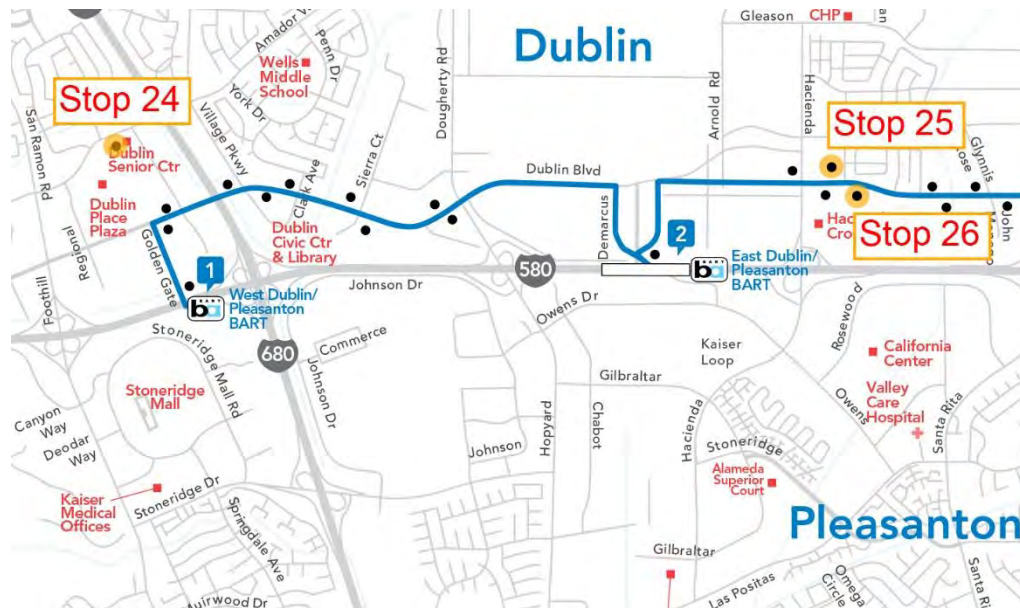 Gleason
CHP
Dublin
Amador V
Penn Dr
Wells
Middle
School
York Dr
Stop 24
San Ramon Rd
Village Pkwy
Dougherty Rd
Arnold Rd
Hacienda
Stop 25
Glynnis
Dublin
Senior Ctr
Sierra Ct
Clark Ave
Dublin Blvd
Dublin
Place
Plaza
Regional
Golden Gate
Dublin
Civic Ctr
& Library
Demarcus
2
Stop 26
John
East Dublin/
Pleasanton
BART
Foothill
1
580
Johnson Dr
West Dublin/
Pleasanton
BART
Owens Dr
Rosewood
Stoneridge Mall Rd
680
Commerce
Johnson Dr
Kaiser
Loop
California
Center
Gilbraltar
Stoneridge
Mall
Valley
Care
Hospital
Owens
Santa Rita
Canyon
Way
Deodar
Way
Johnson
Hopyard
Chabot
Hacienda
Stoneridge
Alameda
Superior
Court
Kaiser
Medical
Offices
Stoneridge Dr
Springdale Ave
Pleasanton
Gilbraltar
Las Positas
Omega
Circle
Santa Ri
Muirwood Dr